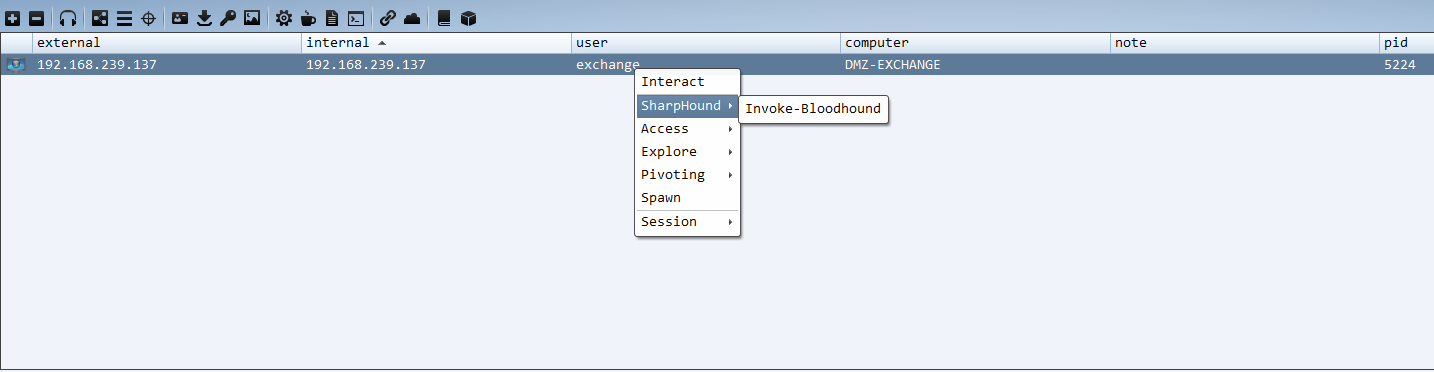 external internal user computer note pid
192.168.239.137 192.168.239.137 exchange DMZ-EXCHANGE 5224
Interact
SharpHound Invoke-Bloodhound
Access
Explore
Pivoting
Spawn
Session